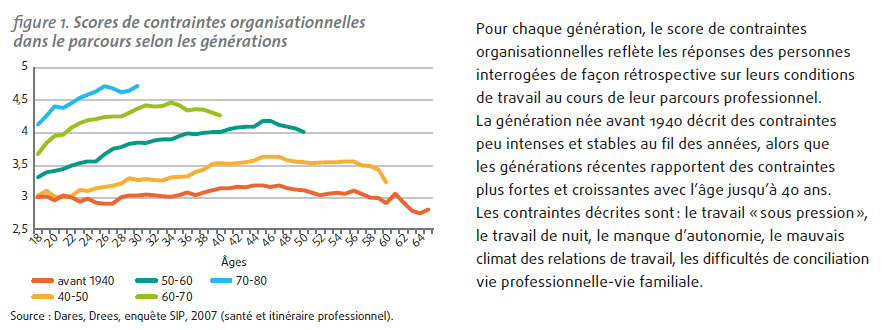 figure 1. Scores de contraintes organisationnelles
dans le parcours selon les générations
5
4,5
4
3,5
3
2,5
18 20 22 24 26 28 30 32 34 36 38 40 42 44 46 48 50 52 54 56 58 60 62 64
Âges
avant 1940
50-60
70-80
40-50
60-70
Source : Dares, Drees, enquête SIP, 2007 (santé et itinéraire professionnel).
Pour chaque génération, le score de contraintes
organisationnelles reflète les réponses des personnes
interrogées de façon rétrospective sur leurs conditions
de travail au cours de leur parcours professionnel.
La génération née avant 1940 décrit des contraintes
peu intenses et stables au fil des années, alors que
les générations récentes rapportent des contraintes
plus fortes et croissantes avec l'âge jusqu'à 40 ans.
Les contraintes décrites sont : le travail « sous pression »,
le travail de nuit, le manque d'autonomie, le mauvais
climat des relations de travail, les difficultés de conciliation
vie professionnelle-vie familiale.